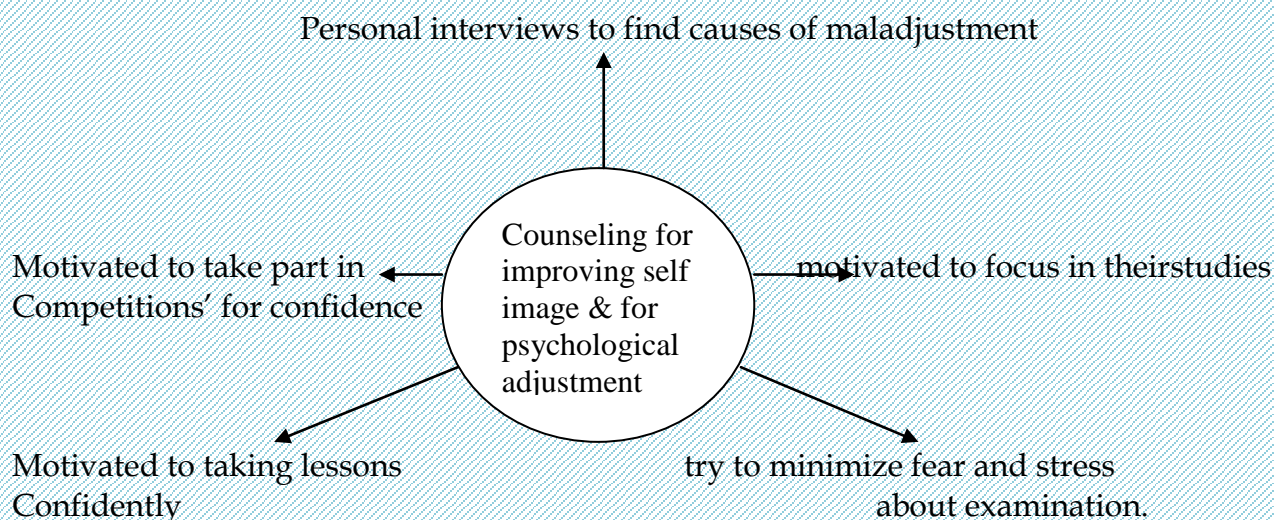 Personal interviews to find causes of maladjustment
Counseling for
improving self
image & for
psychological
adjustment
Motivated to take part in
Competitions’ for confidence
motivated to focus in theirstudies
Motivated to taking lessons
Confidently
try to minimize fear and stress
about examination.